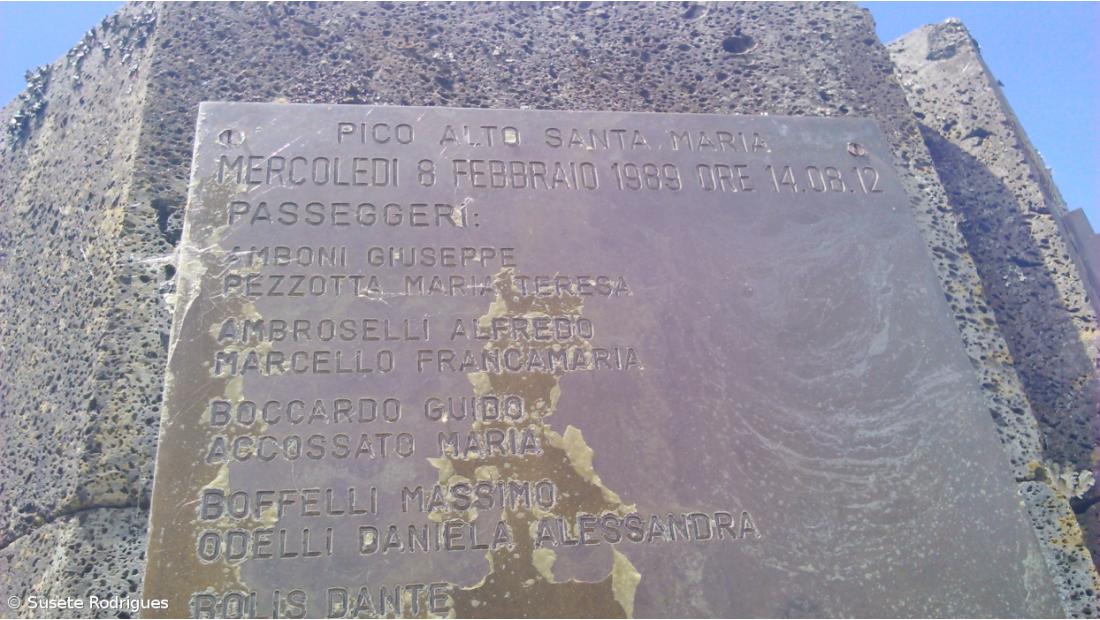 PICO ALTO SANTA MARIA
MERCOLEDI 8 FEBBRAIO 1989 ORE 14.08.12
PASSEGGERI:
AMBONI GIUSEPPE
PEZZOTTA MARIA TERESA
AMBROSELLI ALFREDO
MARCELLO FRANCAMARIA
BOCCARDO GUIDO
ACCOSSATO MARIA
BOFFELLI MASSIMO
ODELLI DANIELA ALESSANDRA
ROLIS DANTE
© Susete Rodrigues